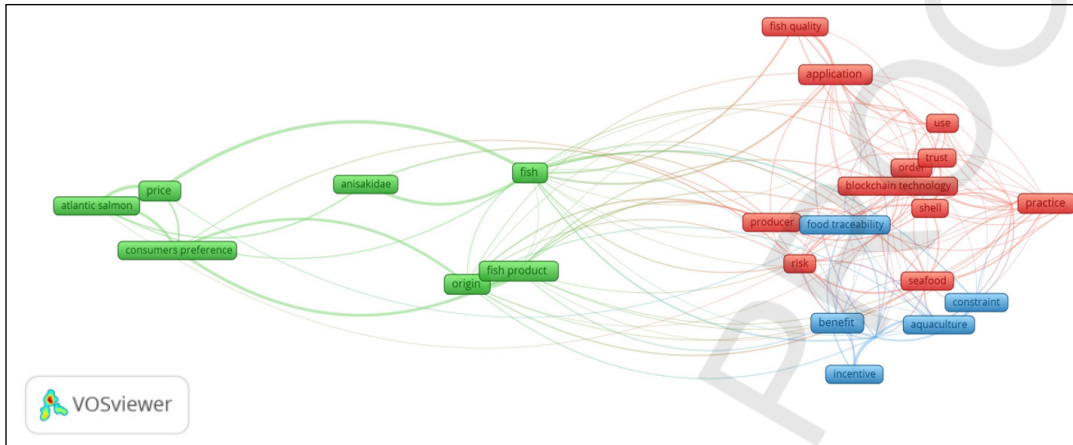 fish quality
application
use
trust
order
blockchain technology
fish
anisakidae
price
atlantic salmon
practice
shell
producer
food traceability
consumers preference
risk
fish product
origin
seafood
constraint
benefit
aquaculture
incentive
VOSviewer
PROO